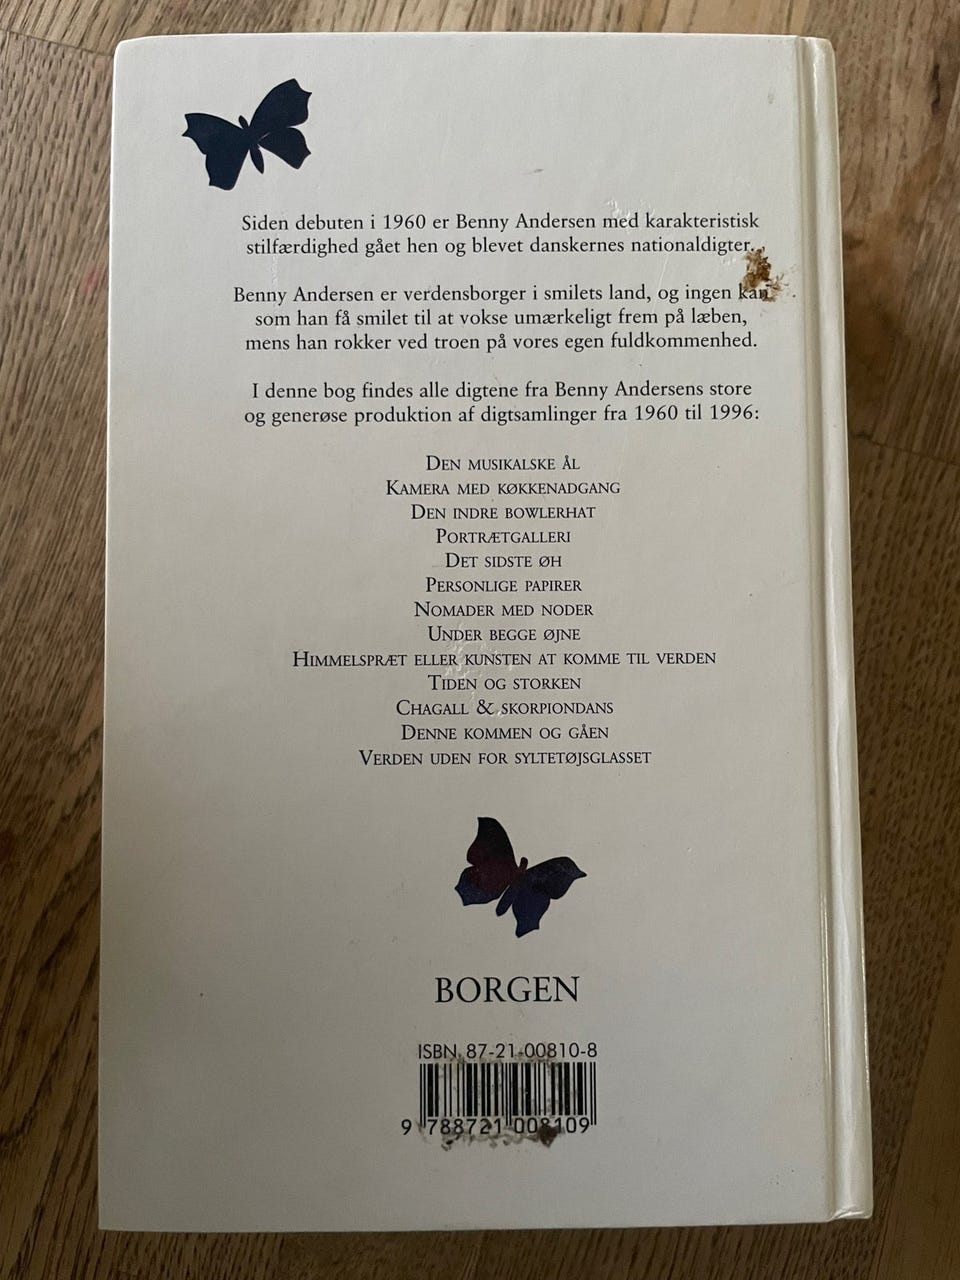 Siden debuten i 1960 er Benny Andersen med karakteristisk
stilfærdighed gået hen og blevet danskernes nationaldigter.
Benny Andersen er verdensborger i smilets land, og ingen kan
som han få smilet til at vokse umærkeligt frem på læben,
mens han rokker ved troen på vores egen fuldkommenhed.
I denne bog findes alle digtene fra Benny Andersens store
og generøse produktion af digtsamlinger fra 1960 til 1996:
DEN MUSIKALSKE ÅL
KAMERA MED KØKKENADGANG
DEN INDRE BOWLERHAT
PORTRÆTGALLERI
DET SIDSTE ØH
PERSONLIGE PAPIRER
NOMADER MED NODER
UNDER BEGGE ØJNE
HIMMELSPRÆT ELLER KUNSTEN AT KOMME TIL VERDEN
TIDEN OG STORKEN
CHAGALL & SKORPIONDANS
DENNE KOMMEN OG GÅEN
VERDEN UDEN FOR SYLTETØJSGLASSET
BORGEN
ISBN 87-21-00810-8
9 788721 008109